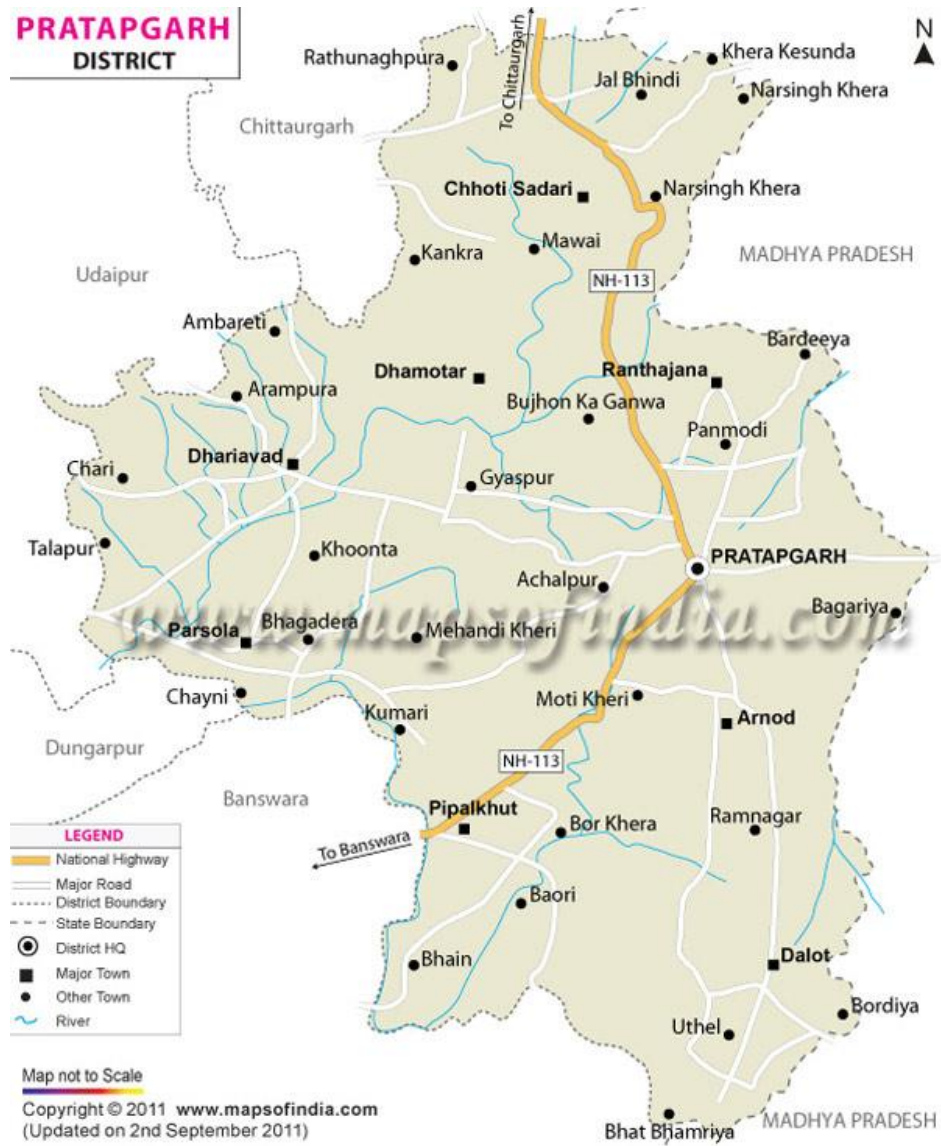 PRATAPGARH
DISTRICT
N
To Chittaurgarh
Khera Kesunda
Rathunaghpura
Jal Bhindi
Narsingh Khera
Chittaurgarh
Chhoti Sadari
Narsingh Khera
Mawai
Kankra
MADHYA PRADESH
Udaipur
NH-113
Ambareti
Bardeeya
Dhamotar
Ranthajana
Arampura
Bujhon Ka Ganwa
Panmodi
Dhariavad
Chari
Gyaspur
Talapur
Khoonta
PRATAPGARH
Achalpur
Bagariya
www.mapsofindia.com
Parsola
Bhagadera
Mehandi Kheri
Chayni
Moti Kheri
Kumari
Arnod
Dungarpur
NH-113
Banswara
Pipalkhut
Bor Khera
Ramnagar
To Banswara
Baori
Bhain
Dalot
Bordiya
Uthel
Bhat Bhamriya
MADHYA PRADESH
LEGEND
National Highway
Major Road
District Boundary
State Boundary
District HQ
Major Town
Other Town
River
Map not to Scale
Copyright © 2011 www.mapsofindia.com
(Updated on 2nd September 2011)